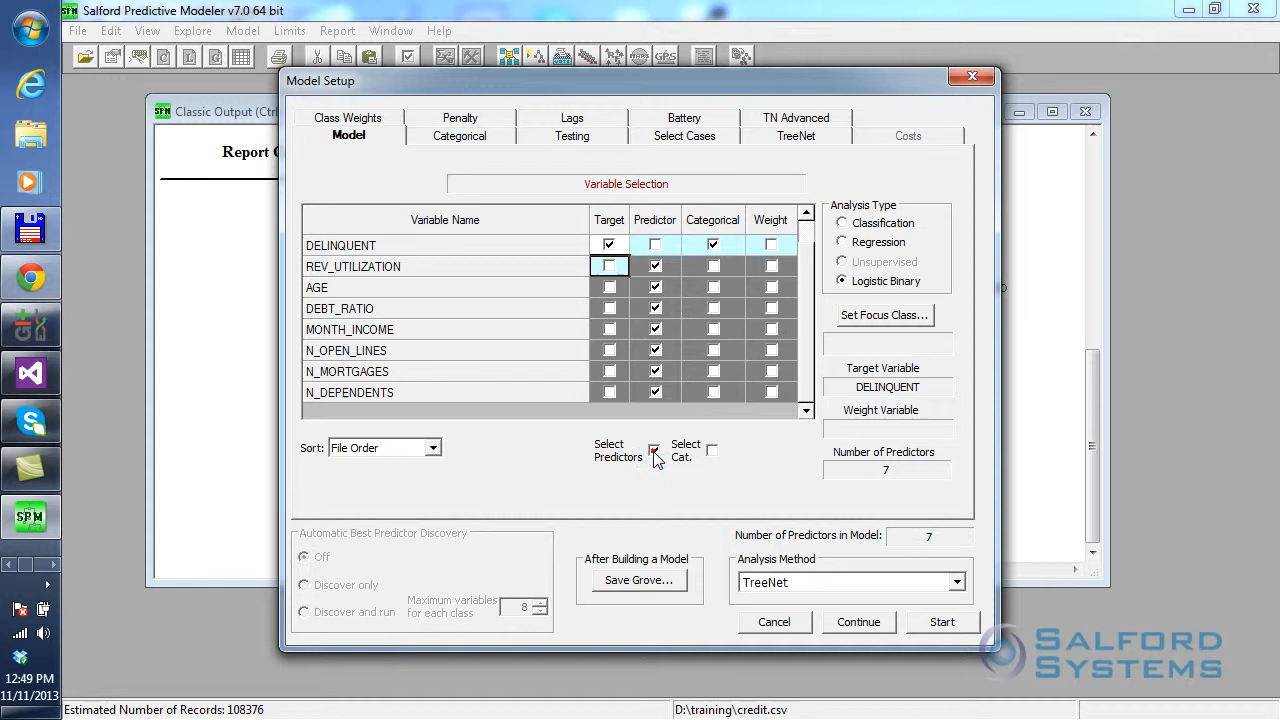 Salford Predictive Modeler v7.0 64 bit
File Edit View Explore Model Limits Report Window Help
Model Setup
Classic Output (Ctrl
Report
Class Weights Penalty Lags Battery TN Advanced
Model Categorical Testing Select Cases TreeNet Costs
Variable Selection
Variable Name Target Predictor Categorical Weight
DELINQUENT
REV_UTILIZATION
AGE
DEBT_RATIO
MONTH_INCOME
N_OPEN_LINES
N_MORTGAGES
N_DEPENDENTS
Analysis Type
Classification
Regression
Unsupervised
Logistic Binary
Set Focus Class...
Target Variable
DELINQUENT
Weight Variable
Number of Predictors
7
Sort: File Order
Select Predictors
Select Cat.
Automatic Best Predictor Discovery
Off
Discover only
Discover and run
Maximum variables for each class 8
After Building a Model
Save Grove...
Number of Predictors in Model: 7
Analysis Method
TreeNet
Cancel Continue Start
SALFORD
SYSTEMS
SPM
12:49 PM
11/11/2013
Estimated Number of Records: 108376
D:\training\credit.csv